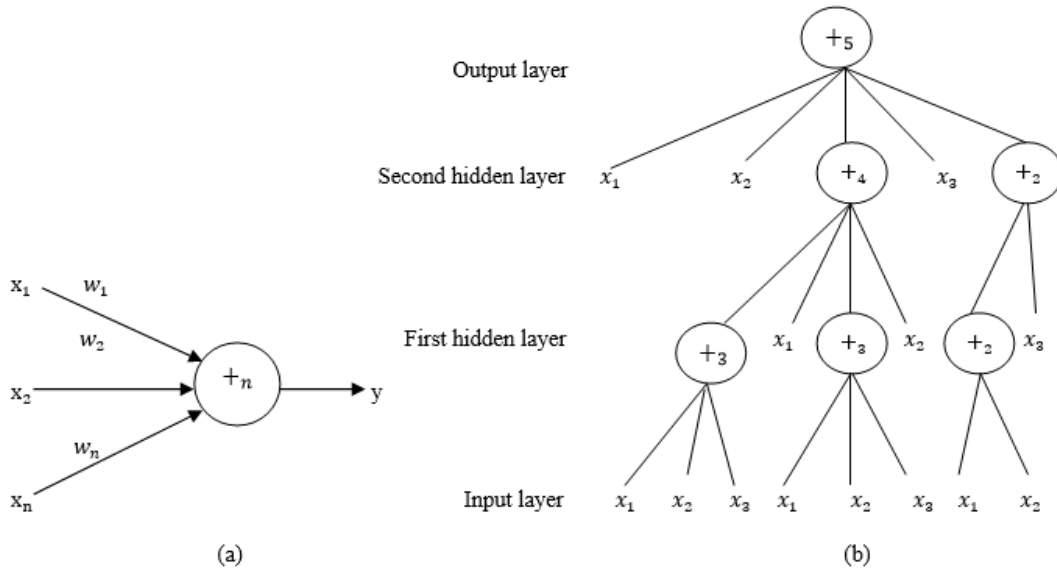 +₅
Output layer
Second hidden layer x₁ x₂ +₄ x₃ +₂
x₁ w₁
w₂
First hidden layer +₃ x₁ +₃ x₂ +₂ x₃
+ₙ
x₂ y
wₙ
xₙ
Input layer x₁ x₂ x₃ x₁ x₂ x₃ x₁ x₂
(a) (b)